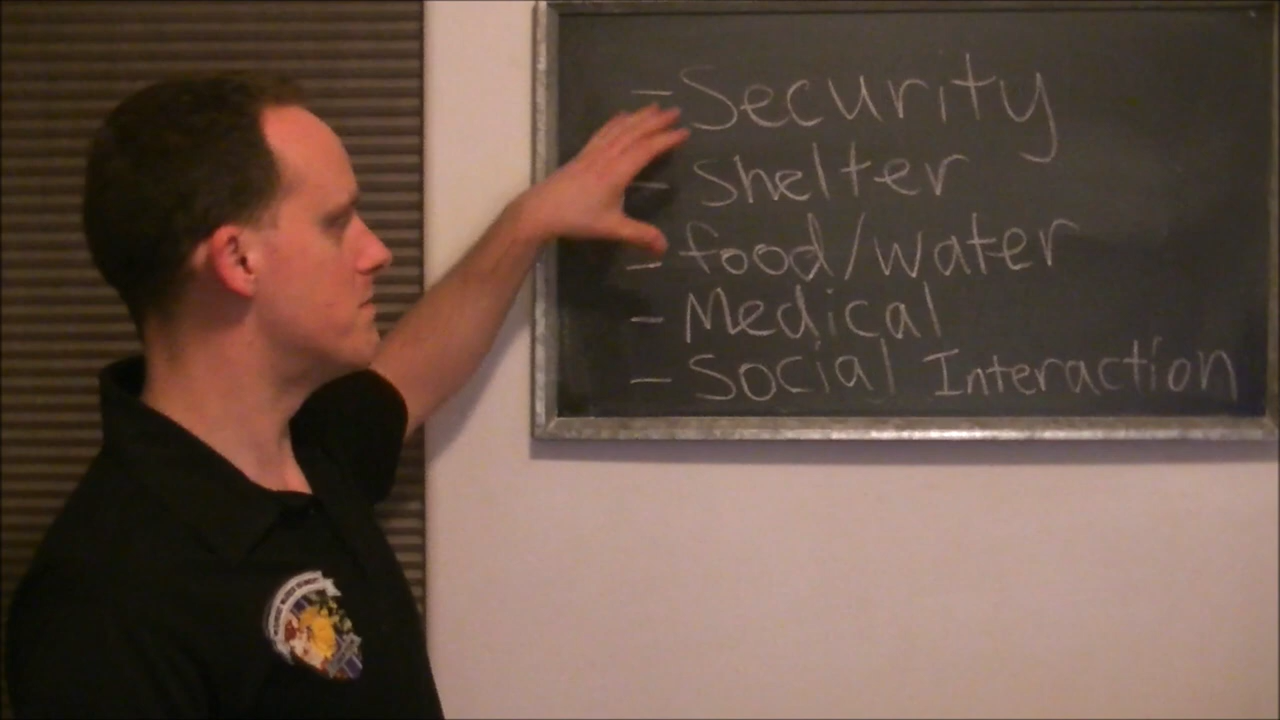 - Security
- Shelter
- food/water
- Medical
- Social Interaction